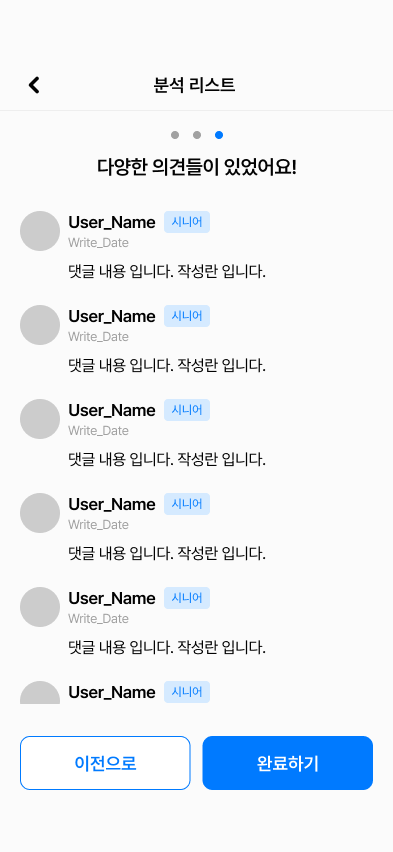 분석 리스트
다양한 의견들이 있었어요!
User_Name 시니어
Write_Date
댓글 내용 입니다. 작성란 입니다.
User_Name 시니어
Write_Date
댓글 내용 입니다. 작성란 입니다.
User_Name 시니어
Write_Date
댓글 내용 입니다. 작성란 입니다.
User_Name 시니어
Write_Date
댓글 내용 입니다. 작성란 입니다.
User_Name 시니어
Write_Date
댓글 내용 입니다. 작성란 입니다.
User_Name 시니어
이전으로 완료하기